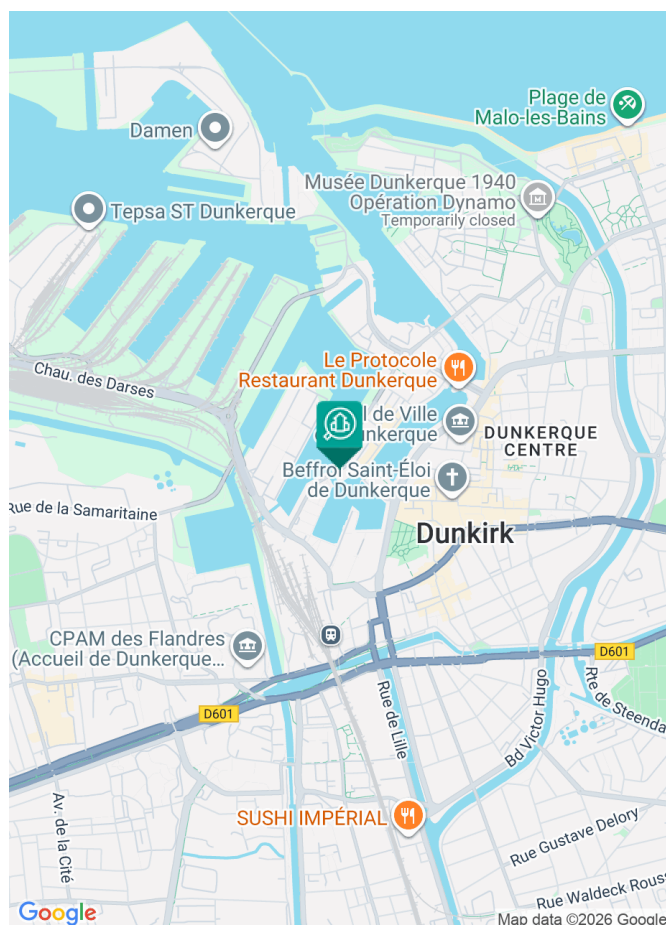 Plage de
Malo-les-Bains
Damen
Musée Dunkerque 1940
Opération Dynamo
Temporarily closed
Tepsa ST Dunkerque
Le Protocole
Restaurant Dunkerque
Chau. des Darses
l de Ville
unkerque
DUNKERQUE
CENTRE
Beffroi Saint-Éloi
de Dunkerque
Rue de la Samaritaine
Dunkirk
CPAM des Flandres
(Accueil de Dunkerque...
D601
D601
Rte de Steenda
Rue de Lille
Bd Victor Hugo
Av. de la Cité
SUSHI IMPÉRIAL
Rue Gustave Delory
Rue Waldeck Rouss
Google
Map data ©2026 Google